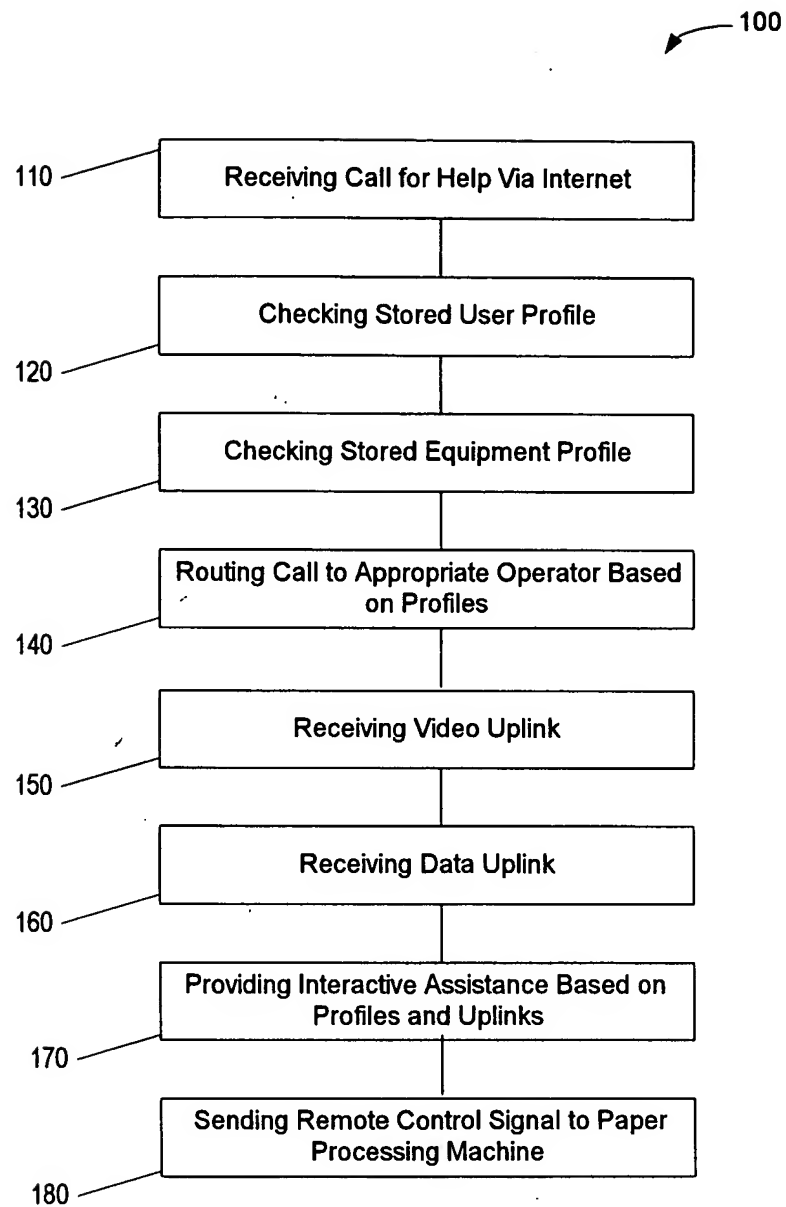 100
110
Receiving Call for Help Via Internet
Checking Stored User Profile
120
Checking Stored Equipment Profile
130
Routing Call to Appropriate Operator Based
on Profiles
140
Receiving Video Uplink
150
Receiving Data Uplink
160
Providing Interactive Assistance Based on
Profiles and Uplinks
170
Sending Remote Control Signal to Paper
Processing Machine
180